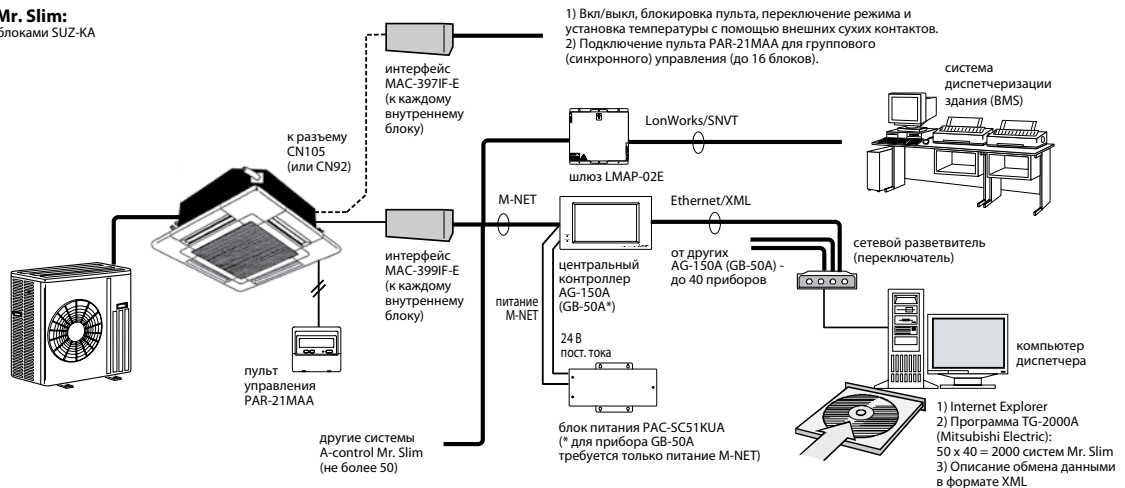 Mr. Slim:
блоками SUZ-KA
1) Вкл/выкл, блокировка пульта, переключение режима и
установка температуры с помощью внешних сухих контактов.
2) Подключение пульта PAR-21MAA для группового
(синхронного) управления (до 16 блоков).
интерфейс
MAC-397IF-E
(к каждому
внутреннему
блоку)
система
диспетчеризации
здания (BMS)
к разъему
CN105
(или CN92)
LonWorks/SNVT
шлюз LMAP-02E
M-NET
Ethernet/XML
интерфейс
MAC-399IF-E
(к каждому
внутреннему
блоку)
центральный
контроллер
AG-150A
(GB-50A*)
от других
AG-150A (GB-50A) -
до 40 приборов
сетевой разветвитель
(переключатель)
питание
M-NET
24 В
пост. тока
пульт
управления
PAR-21MAA
компьютер
диспетчера
блок питания PAC-SC51KUA
(* для прибора GB-50A
требуется только питание M-NET)
другие системы
A-control Mr. Slim
(не более 50)
1) Internet Explorer
2) Программа TG-2000A
(Mitsubishi Electric):
50 x 40 = 2000 систем Mr. Slim
3) Описание обмена данными
в формате XML